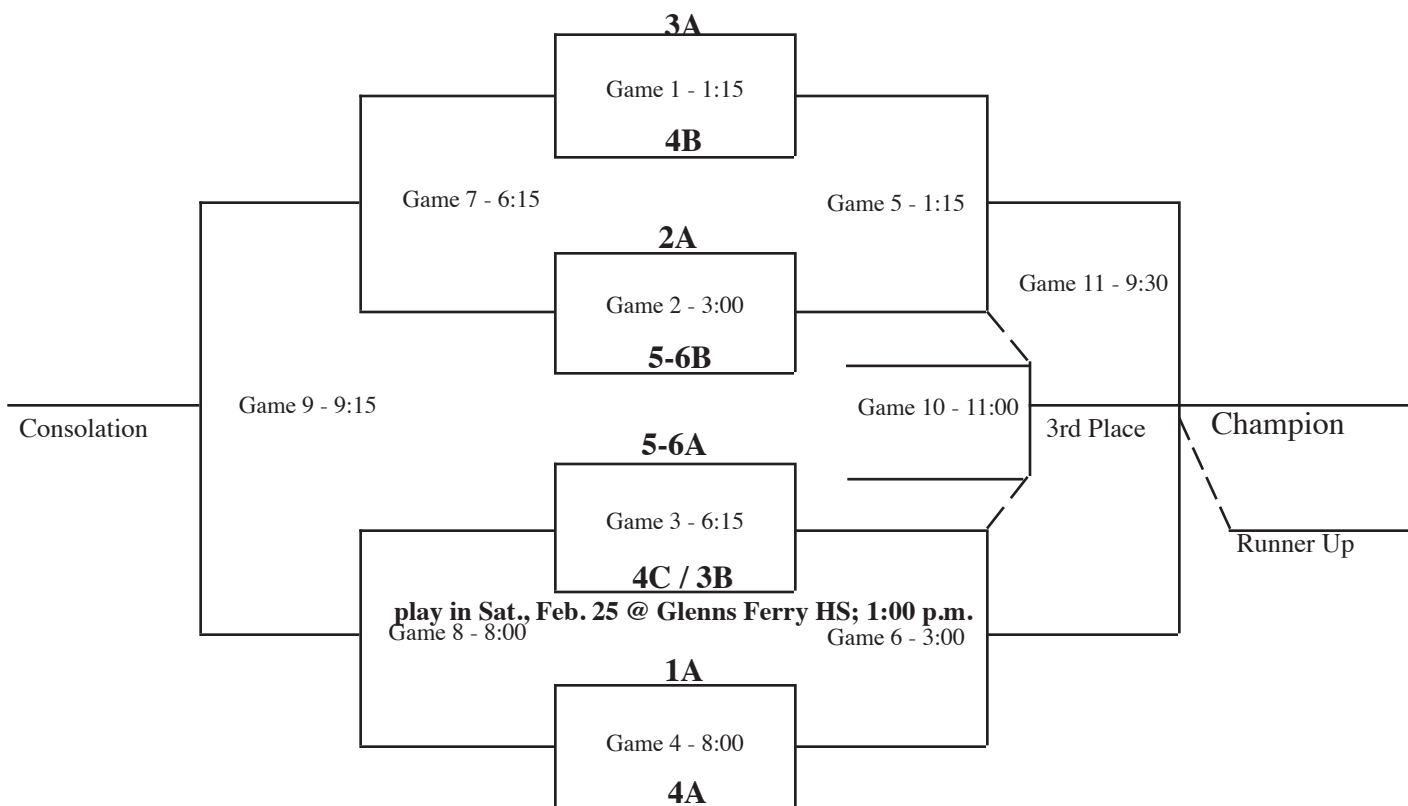 3A
Game 1 - 1:15
4B
Game 7 - 6:15
Game 5 - 1:15
2A
Game 11 - 9:30
Game 2 - 3:00
5-6B
Game 9 - 9:15
Game 10 - 11:00
Consolation
3rd Place
Champion
5-6A
Game 3 - 6:15
Runner Up
4C / 3B
play in Sat., Feb. 25 @ Glenns Ferry HS; 1:00 p.m.
Game 8 - 8:00
Game 6 - 3:00
1A
Game 4 - 8:00
4A